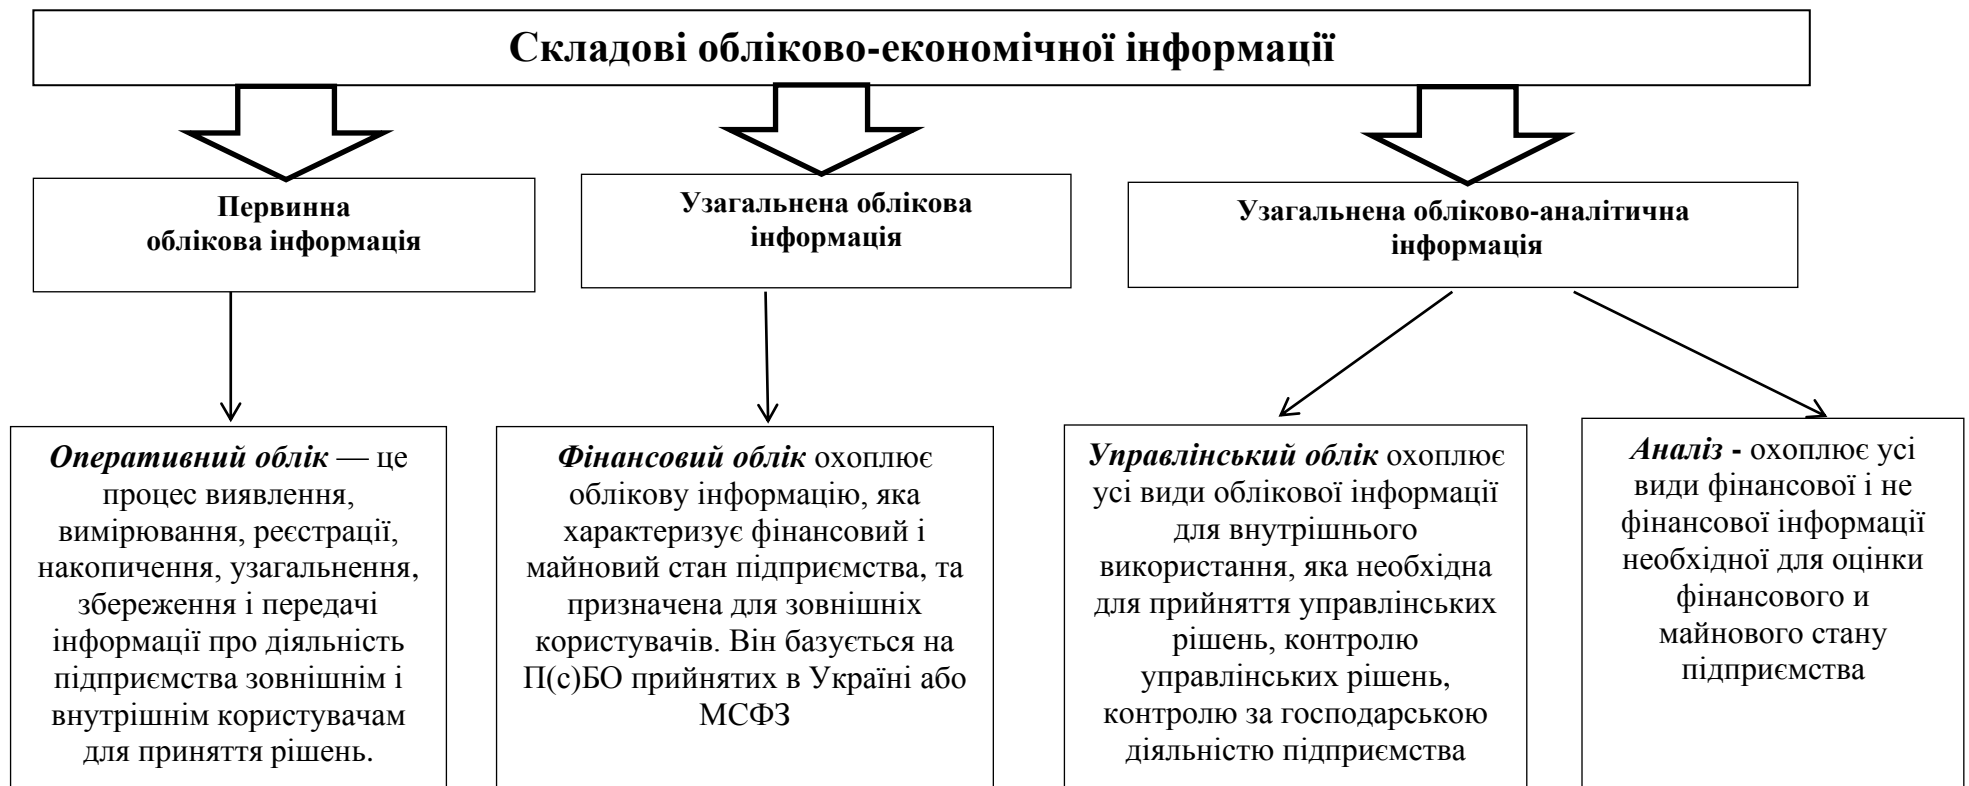 Складові обліково-економічної інформації
Первинна
облікова інформація
Узагальнена облікова
інформація
Узагальнена обліково-аналітична
інформація
Оперативний облік — це
процес виявлення,
вимірювання, реєстрації,
накопичення, узагальнення,
збереження і передачі
інформації про діяльність
підприємства зовнішнім і
внутрішнім користувачам
для приняття рішень.
Фінансовий облік охоплює
облікову інформацію, яка
характеризує фінансовий і
майновий стан підприємства, та
призначена для зовнішніх
користувачів. Він базується на
П(с)БО прийнятих в Україні або
МСФЗ
Управлінський облік охоплює
усі види облікової інформації
для внутрішнього
використання, яка необхідна
для прийняття управлінських
рішень, контролю
управлінських рішень,
контролю за господарською
діяльністю підприємства
Аналіз - охоплює усі
види фінансової і не
фінансової інформації
необхідної для оцінки
фінансового и
майнового стану
підприємства